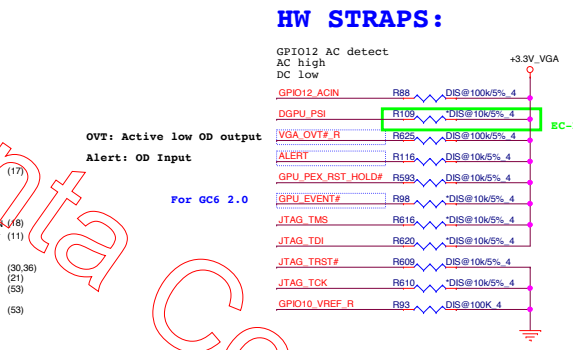 HW STRAPS:
GPIO12 AC detect
AC high
DC low
+3.3V_VGA
GPIO12_ACIN R88 DIS@100k/5%_4
DGPU_PSI R109 *DIS@10k/5%_4
EC-
OVT: Active low OD output VGA_OVT#_R R625 DIS@100k/5%_4
Alert: OD Input ALERT R116 DIS@10k/5%_4
(17)
GPU_PEX_RST_HOLD# R593 DIS@10k/5%_4
For GC6 2.0 GPU_EVENT# R98 *DIS@10k/5%_4
(18)
JTAG_TMS R616 *DIS@10k/5%_4
(11)
JTAG_TDI R620 *DIS@10k/5%_4
(30,36)
JTAG_TRST# R609 DIS@10k/5%_4
(21)
JTAG_TCK R610 *DIS@10k/5%_4
(53)
GPIO10_VREF_R R93 DIS@100K_4
(53)
nta Co